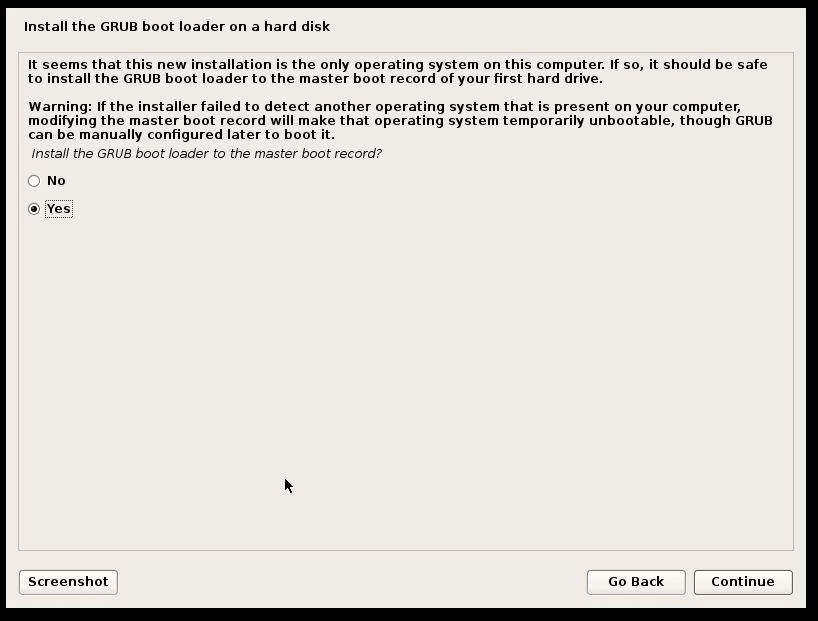 Install the GRUB boot loader on a hard disk
It seems that this new installation is the only operating system on this computer. If so, it should be safe
to install the GRUB boot loader to the master boot record of your first hard drive.
Warning: If the installer failed to detect another operating system that is present on your computer,
modifying the master boot record will make that operating system temporarily unbootable, though GRUB
can be manually configured later to boot it.
Install the GRUB boot loader to the master boot record?
No
Yes
Screenshot
Go Back
Continue